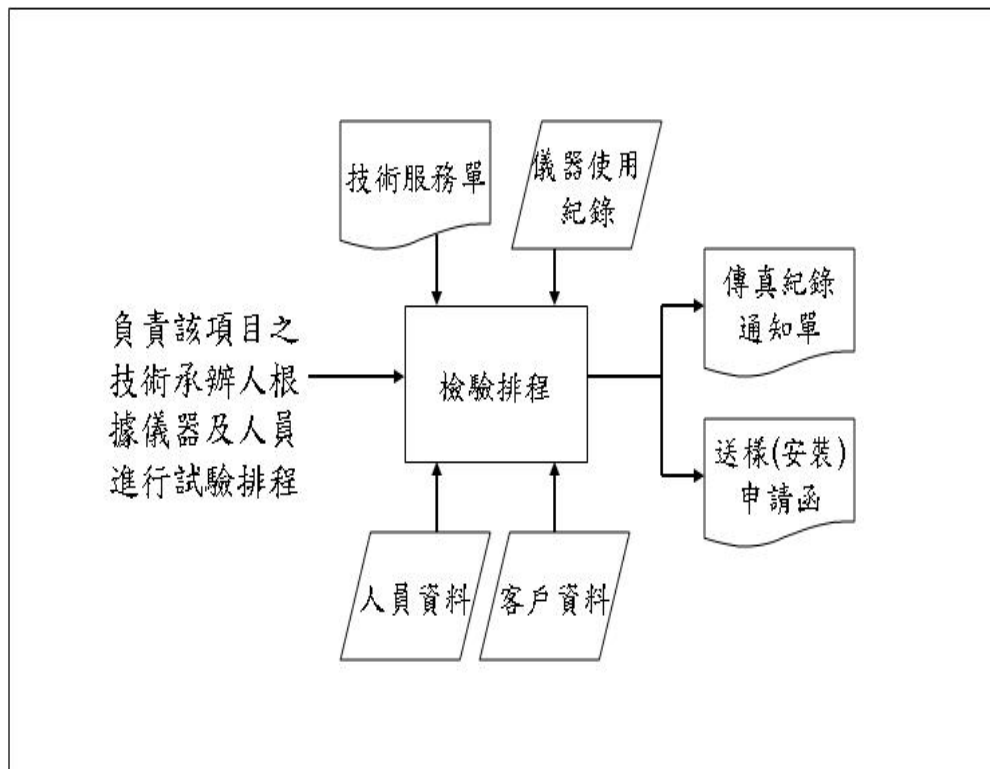 技術服務單
儀器使用
紀錄
負責該項目之
技術承辦人根
據儀器及人員
進行試驗排程
檢驗排程
傳真紀錄
通知單
送樣(安裝)
申請函
人員資料
客戶資料